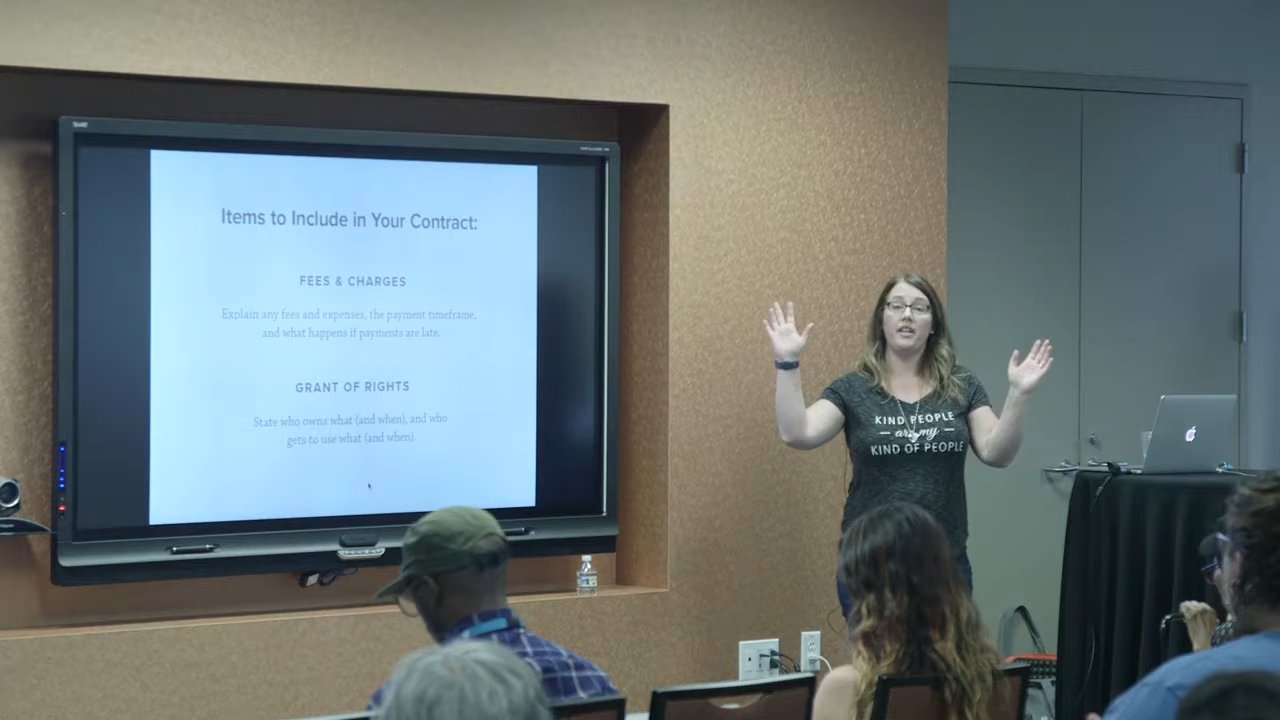 Items to Include in Your Contract:
FEES & CHARGES
Explain any fees and expenses, the payment timeframe,
and what happens if payments are late.
GRANT OF RIGHTS
State who owns what (and when), and who
gets to use what (and when).
KIND PEOPLE
— are my —
KIND OF PEOPLE